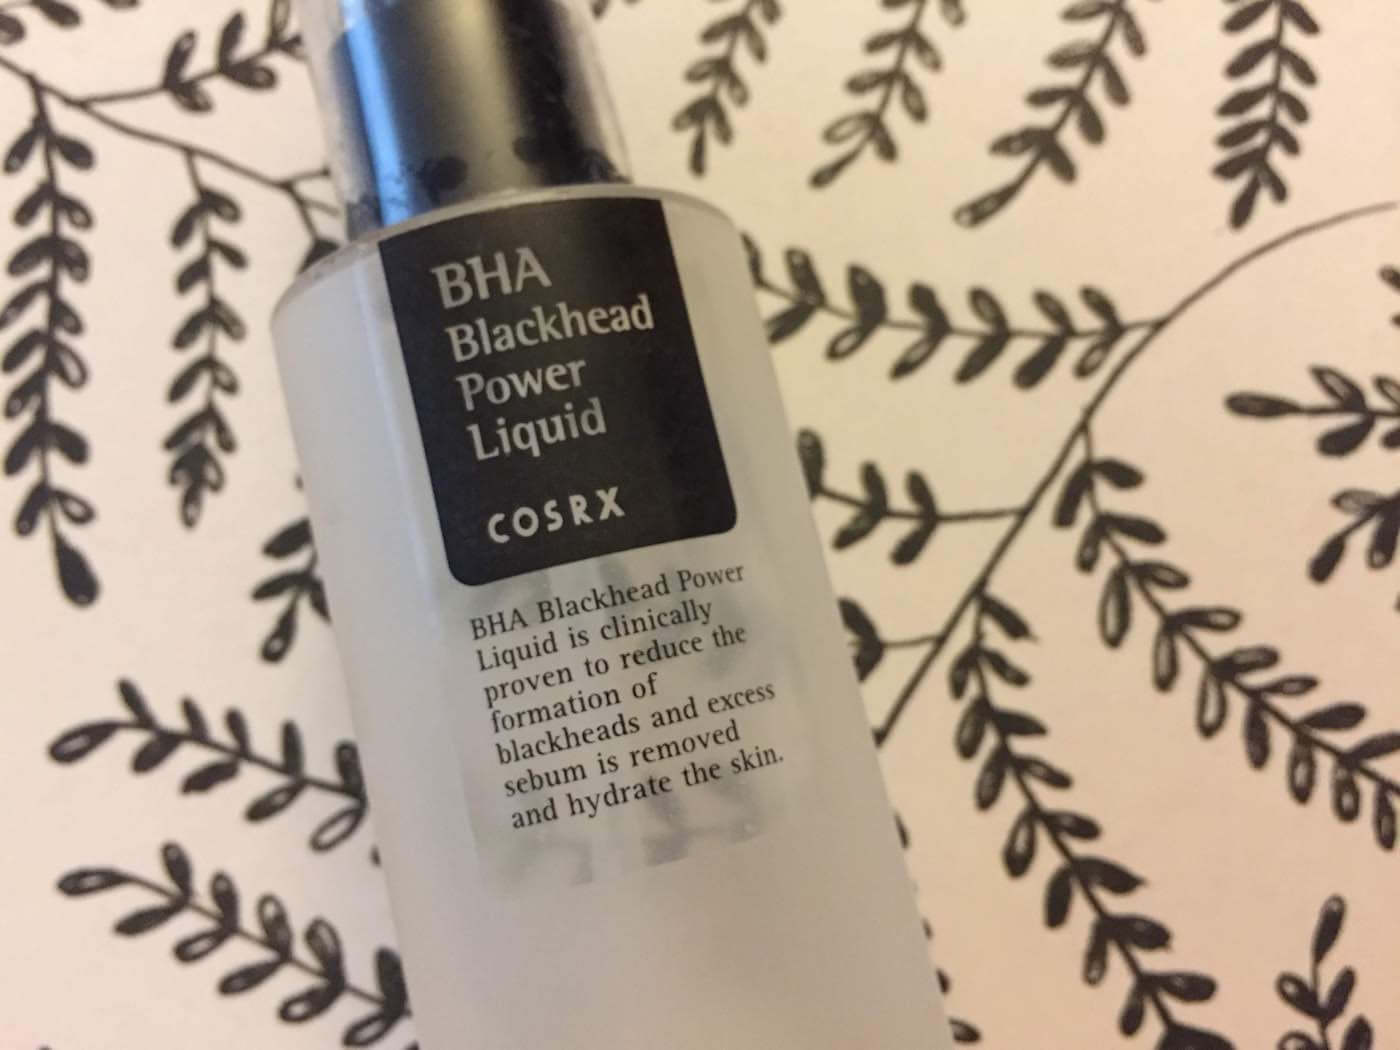 BHA
Blackhead
Power
Liquid
COSRX
BHA Blackhead Power
Liquid is clinically
proven to reduce the
formation of
blackheads and excess
sebum is removed
and hydrate the skin.